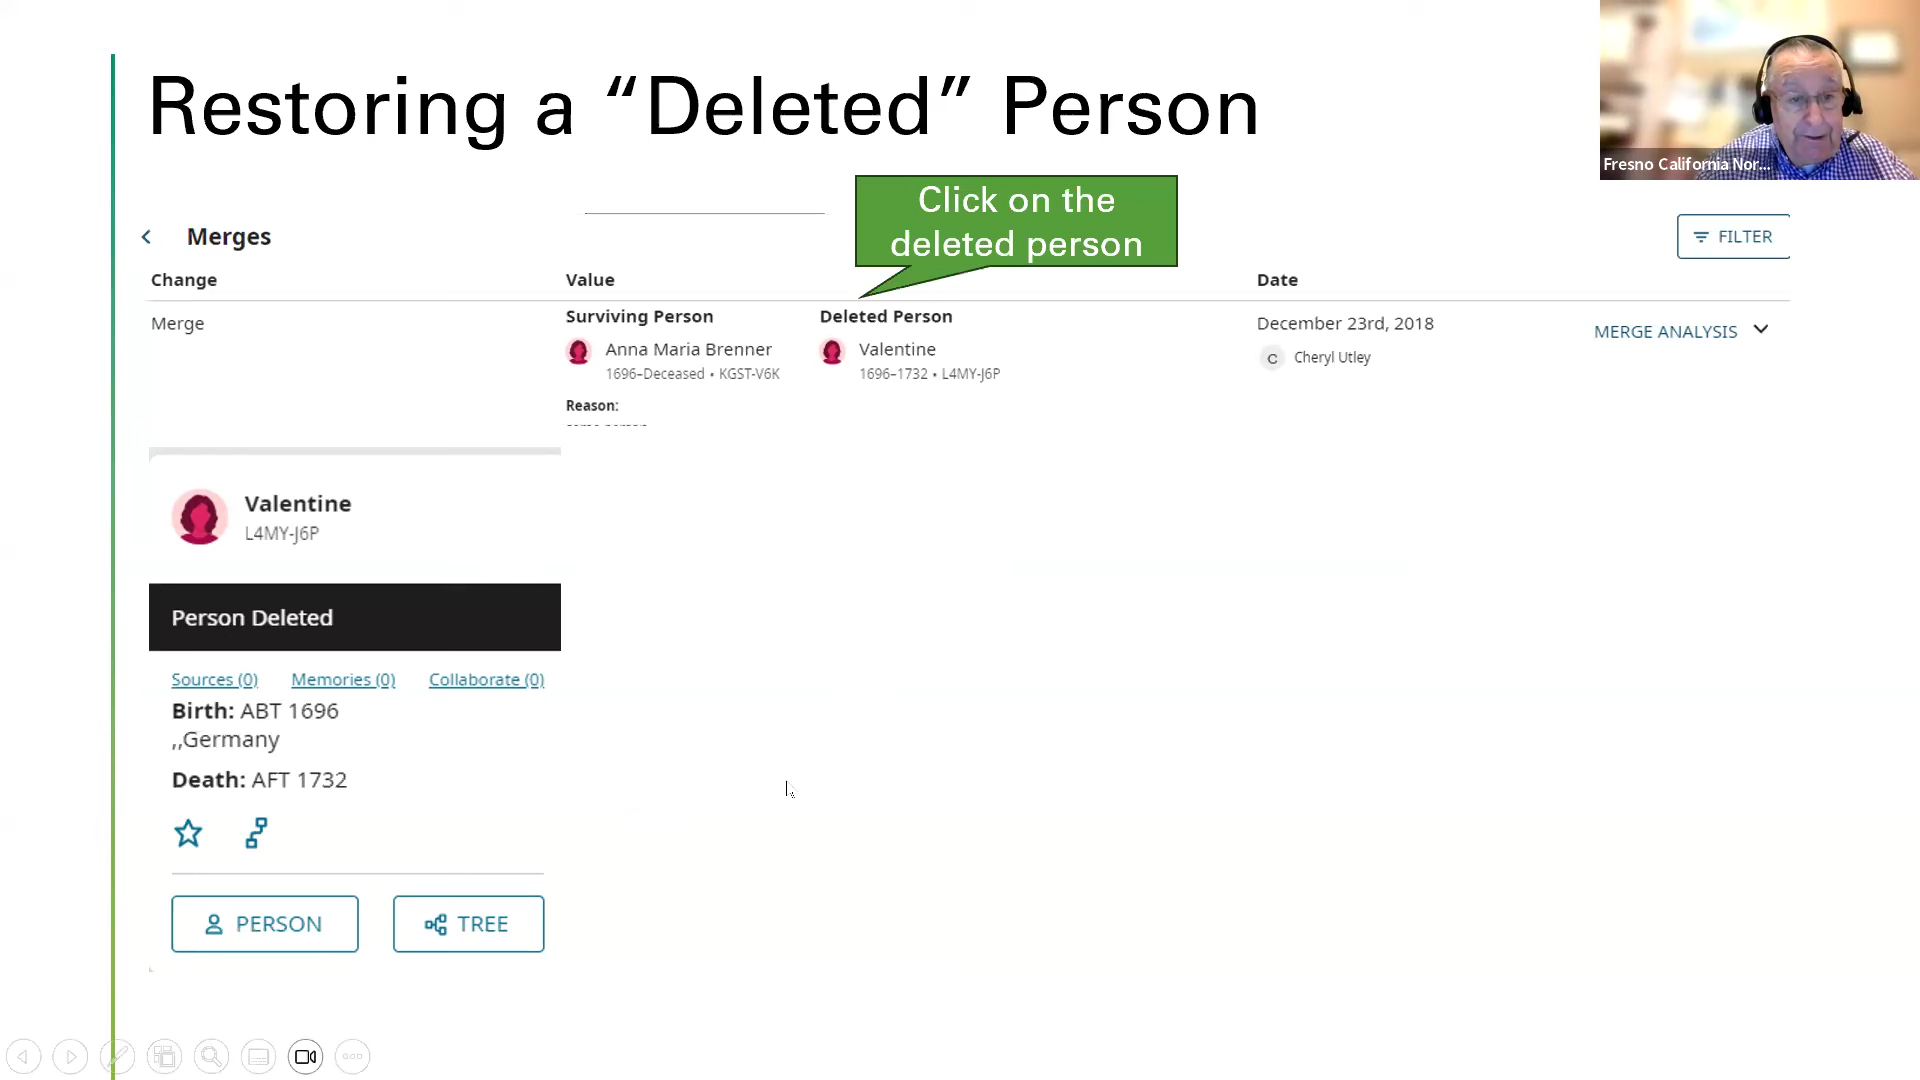 Restoring a “Deleted” Person
Fresno California Nor...
Click on the
deleted person
Merges
FILTER
Change
Value
Date
Merge
Surviving Person
Deleted Person
December 23rd, 2018
MERGE ANALYSIS
Anna Maria Brenner
Valentine
C
Cheryl Utley
1696–Deceased • KGST-V6K
1696–1732 • L4MY-J6P
Reason:
Valentine
L4MY-J6P
Person Deleted
Sources (0)
Memories (0)
Collaborate (0)
Birth: ABT 1696
,,Germany
Death: AFT 1732
PERSON
TREE